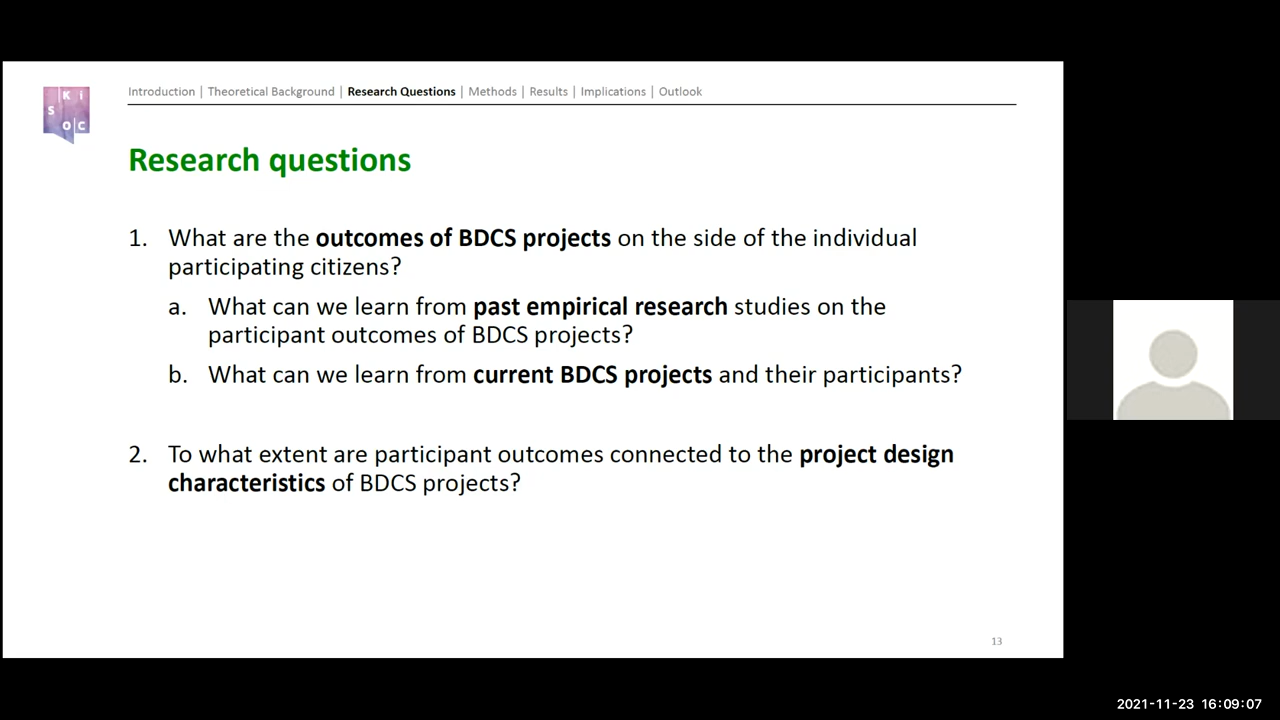 K i
S
O C
Introduction | Theoretical Background | Research Questions | Methods | Results | Implications | Outlook
Research questions
1. What are the outcomes of BDCS projects on the side of the individual
participating citizens?
a. What can we learn from past empirical research studies on the
participant outcomes of BDCS projects?
b. What can we learn from current BDCS projects and their participants?
2. To what extent are participant outcomes connected to the project design
characteristics of BDCS projects?
13
2021-11-23 16:09:07